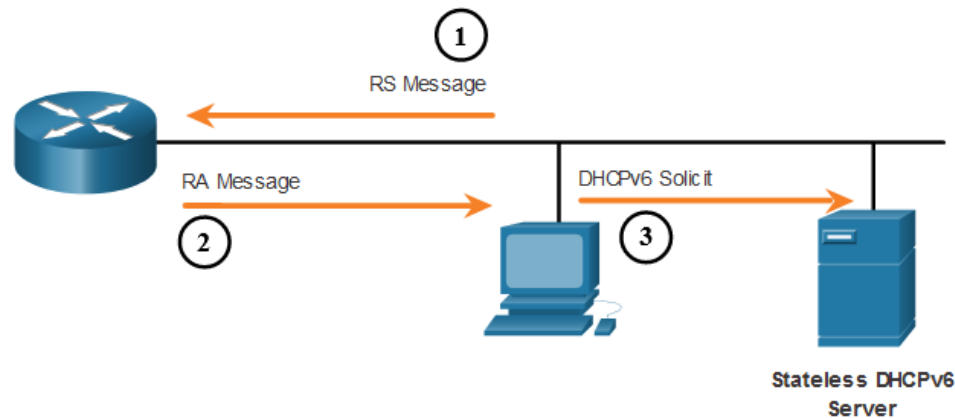 1
RS Message
RA Message
2
DHCPv6 Solicit
3
Stateless DHCPv6
Server